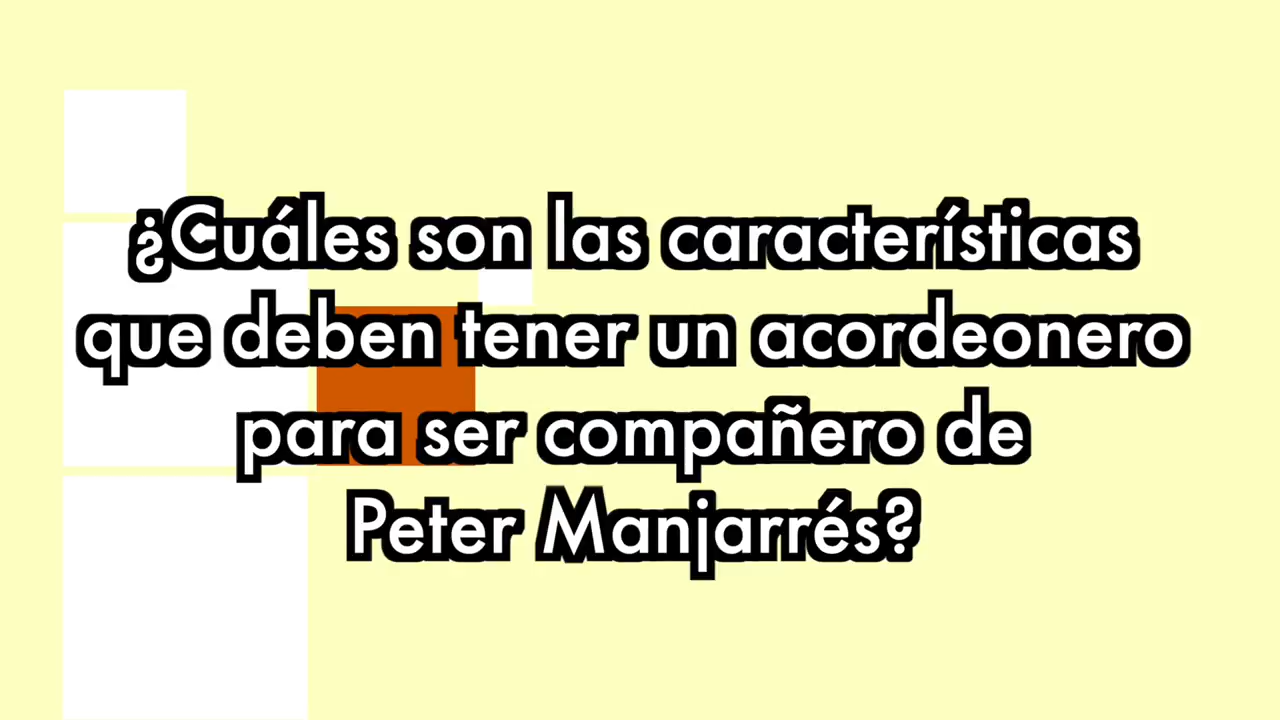 ¿Cuáles son las características
que deben tener un acordeonero
para ser compañero de
Peter Manjarrés?